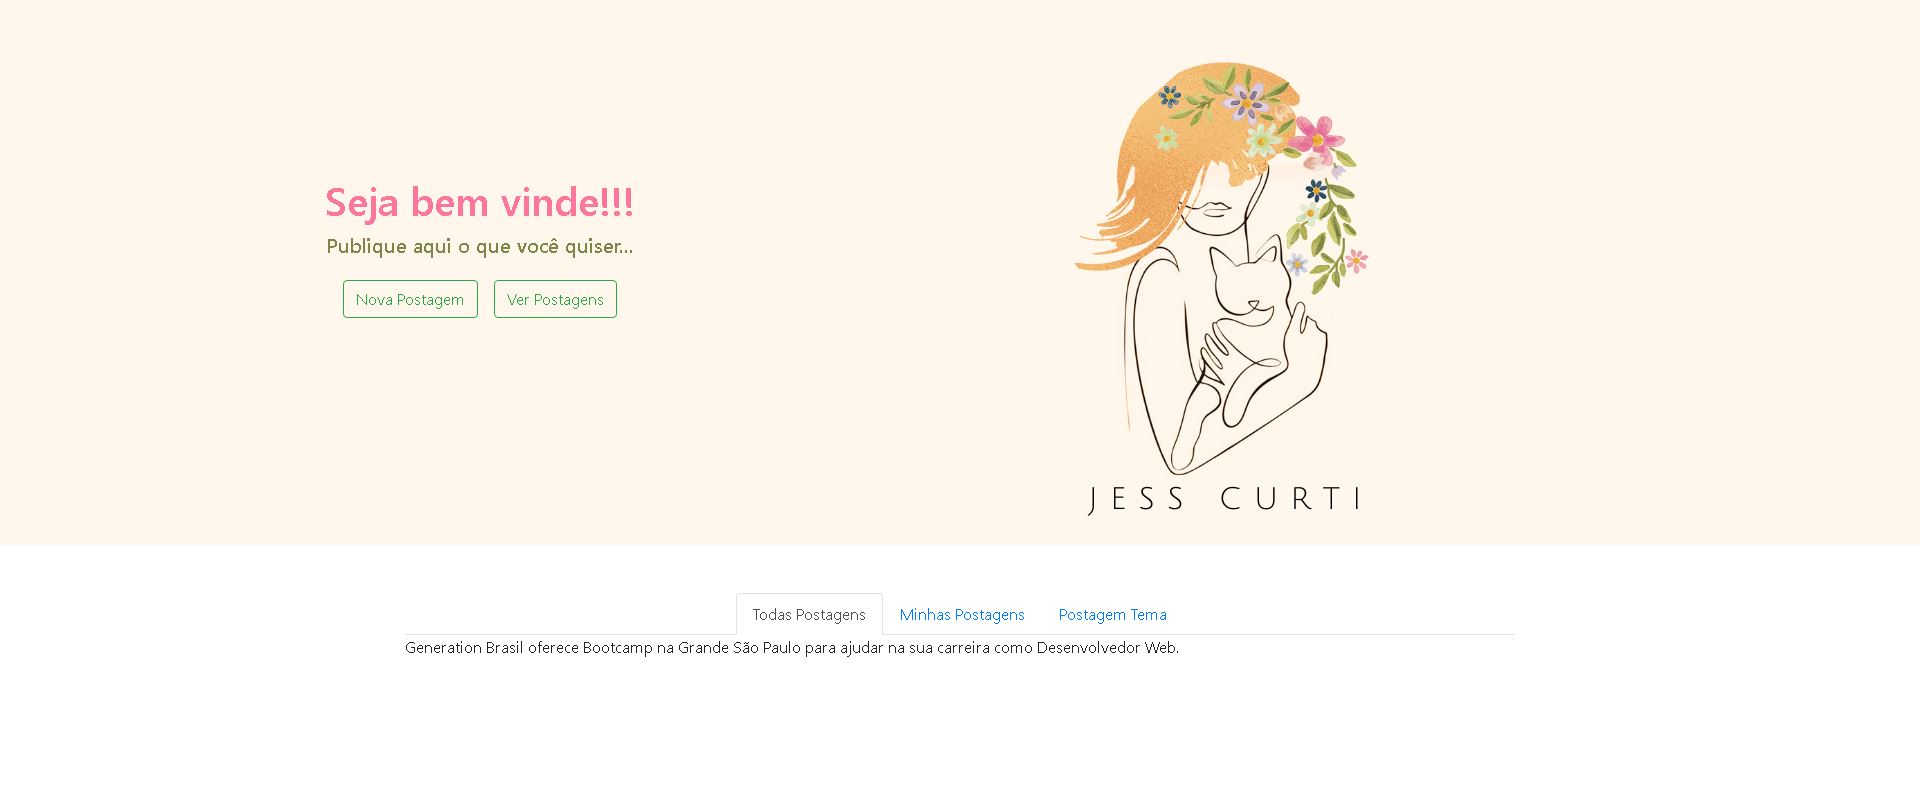 Seja bem vinde!!!
Publique aqui o que você quiser...
Nova Postagem Ver Postagens
JESS CURTI
Todas Postagens Minhas Postagens Postagem Tema
Generation Brasil oferece Bootcamp na Grande São Paulo para ajudar na sua carreira como Desenvolvedor Web.